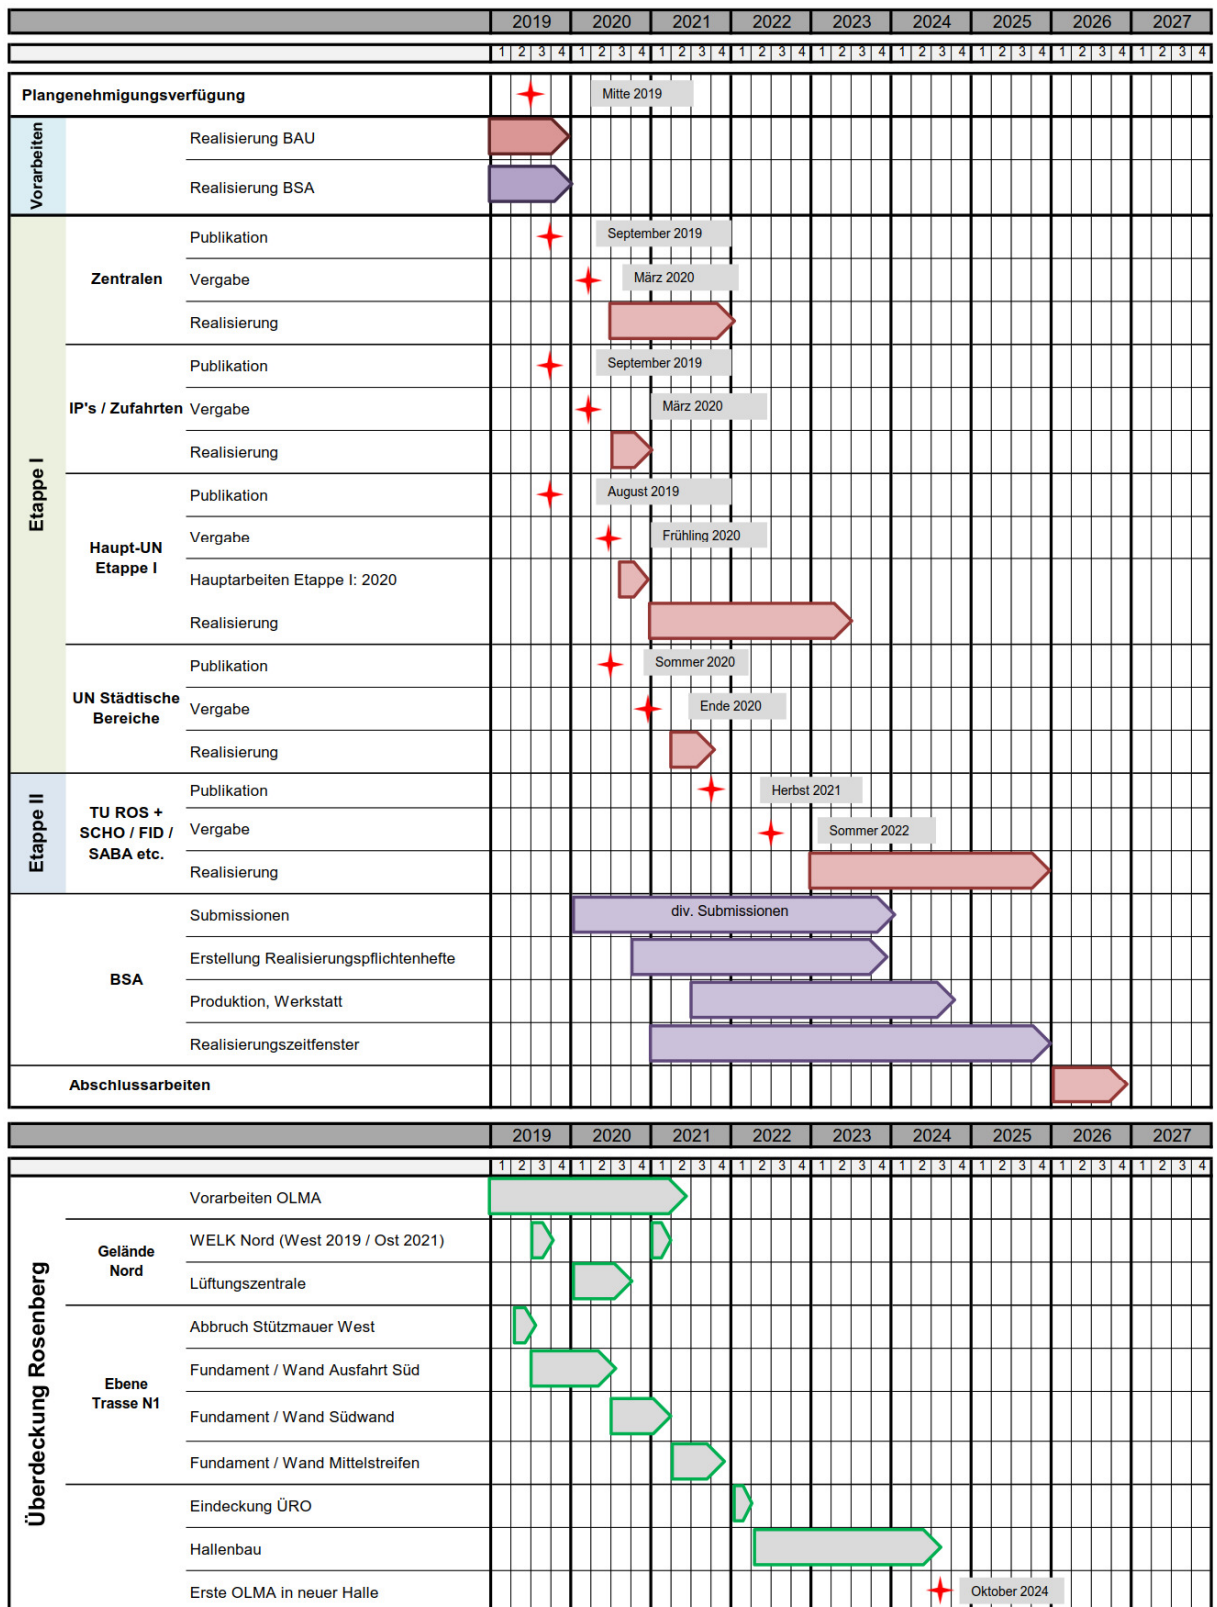 2019 2020 2021 2022 2023 2024 2025 2026 2027
1 2 3 4 1 2 3 4 1 2 3 4 1 2 3 4 1 2 3 4 1 2 3 4 1 2 3 4 1 2 3 4 1 2 3 4
Plangenehmigungsverfügung Mitte 2019
Vorarbeiten
Realisierung BAU
Realisierung BSA
Etappe I
Zentralen
Publikation September 2019
Vergabe März 2020
Realisierung
IP's / Zufahrten
Publikation September 2019
Vergabe März 2020
Realisierung
Haupt-UN
Etappe I
Publikation August 2019
Vergabe Frühling 2020
Hauptarbeiten Etappe I: 2020
Realisierung
UN Städtische
Bereiche
Publikation Sommer 2020
Vergabe Ende 2020
Realisierung
Etappe II
TU ROS +
SCHO / FID /
SABA etc.
Publikation Herbst 2021
Vergabe Sommer 2022
Realisierung
BSA
Submissionen div. Submissionen
Erstellung Realisierungspflichtenhefte
Produktion, Werkstatt
Realisierungszeitfenster
Abschlussarbeiten
2019 2020 2021 2022 2023 2024 2025 2026 2027
1 2 3 4 1 2 3 4 1 2 3 4 1 2 3 4 1 2 3 4 1 2 3 4 1 2 3 4 1 2 3 4 1 2 3 4
Überdeckung Rosenberg
Vorarbeiten OLMA
Gelände
Nord
WELK Nord (West 2019 / Ost 2021)
Lüftungszentrale
Ebene
Trasse N1
Abbruch Stützmauer West
Fundament / Wand Ausfahrt Süd
Fundament / Wand Südwand
Fundament / Wand Mittelstreifen
Eindeckung ÜRO
Hallenbau
Erste OLMA in neuer Halle Oktober 2024